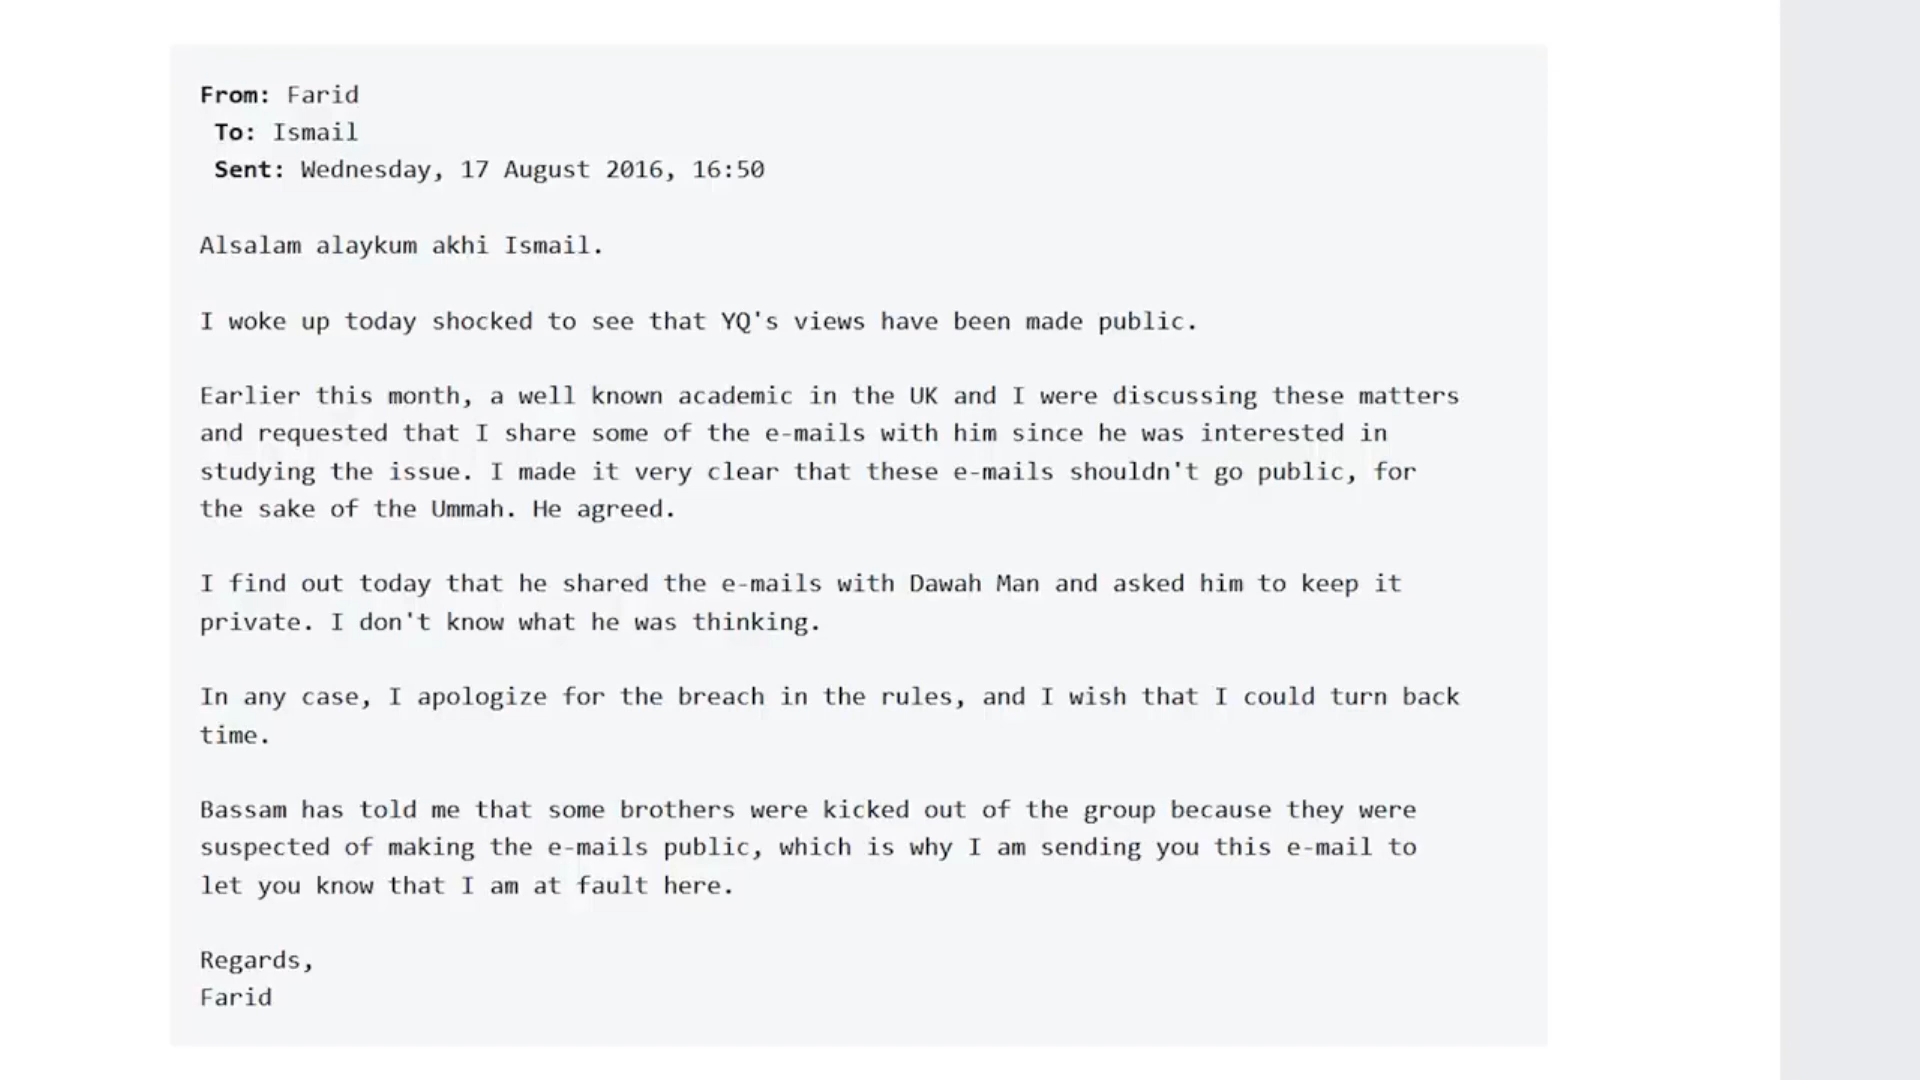 From: Farid
To: Ismail
Sent: Wednesday, 17 August 2016, 16:50
Alsalam alaykum akhi Ismail.
I woke up today shocked to see that YQ's views have been made public.
Earlier this month, a well known academic in the UK and I were discussing these matters
and requested that I share some of the e-mails with him since he was interested in
studying the issue. I made it very clear that these e-mails shouldn't go public, for
the sake of the Ummah. He agreed.
I find out today that he shared the e-mails with Dawah Man and asked him to keep it
private. I don't know what he was thinking.
In any case, I apologize for the breach in the rules, and I wish that I could turn back
time.
Bassam has told me that some brothers were kicked out of the group because they were
suspected of making the e-mails public, which is why I am sending you this e-mail to
let you know that I am at fault here.
Regards,
Farid